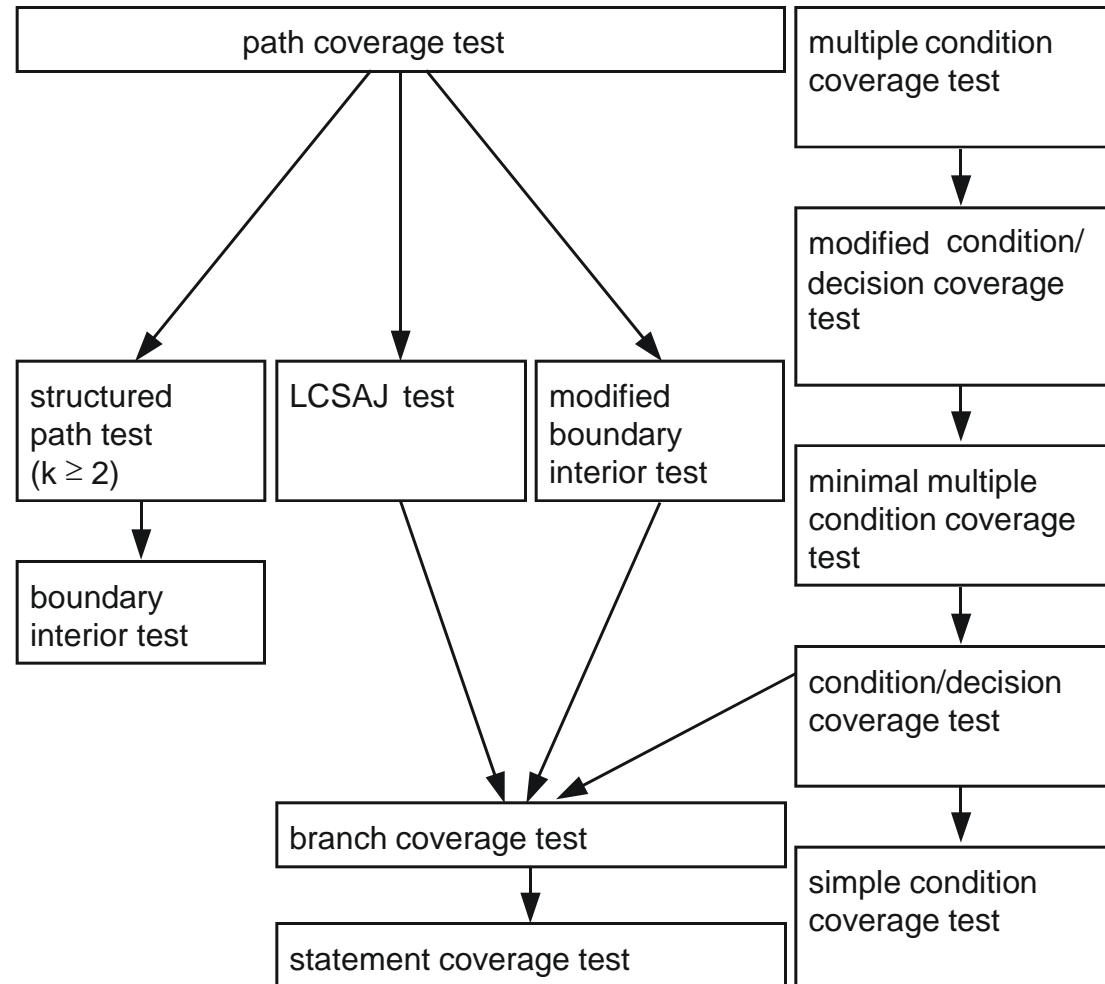 path coverage test
multiple condition
coverage test
modified condition/
decision coverage
test
structured
path test
(k ≥ 2)
LCSAJ test
modified
boundary
interior test
minimal multiple
condition coverage
test
boundary
interior test
condition/decision
coverage test
branch coverage test
simple condition
coverage test
statement coverage test